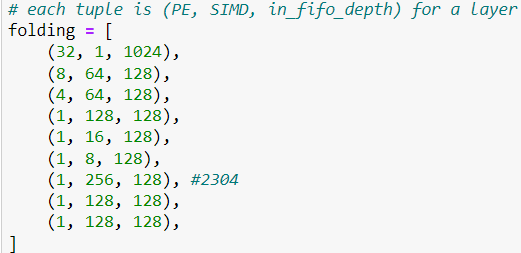 # each tuple is (PE, SIMD, in_fifo_depth) for a layer
folding = [
    (32, 1, 1024),
    (8, 64, 128),
    (4, 64, 128),
    (1, 128, 128),
    (1, 16, 128),
    (1, 8, 128),
    (1, 256, 128), #2304
    (1, 128, 128),
    (1, 128, 128),
]